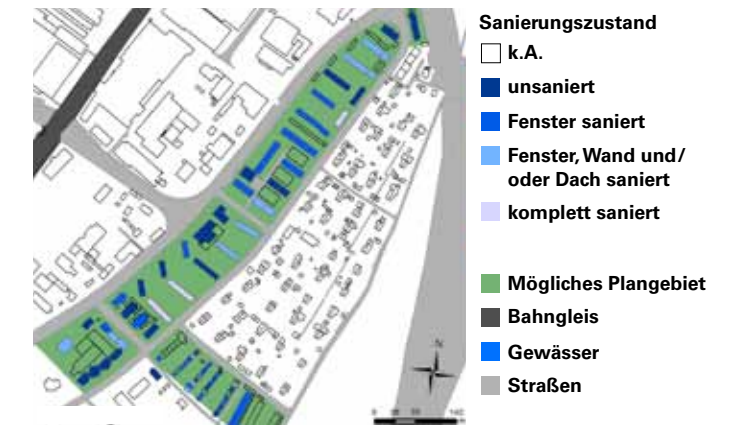 Sanierungszustand
k.A.
unsaniert
Fenster saniert
Fenster, Wand und/
oder Dach saniert
komplett saniert
Mögliches Plangebiet
Bahngleis
Gewässer
Straßen
N